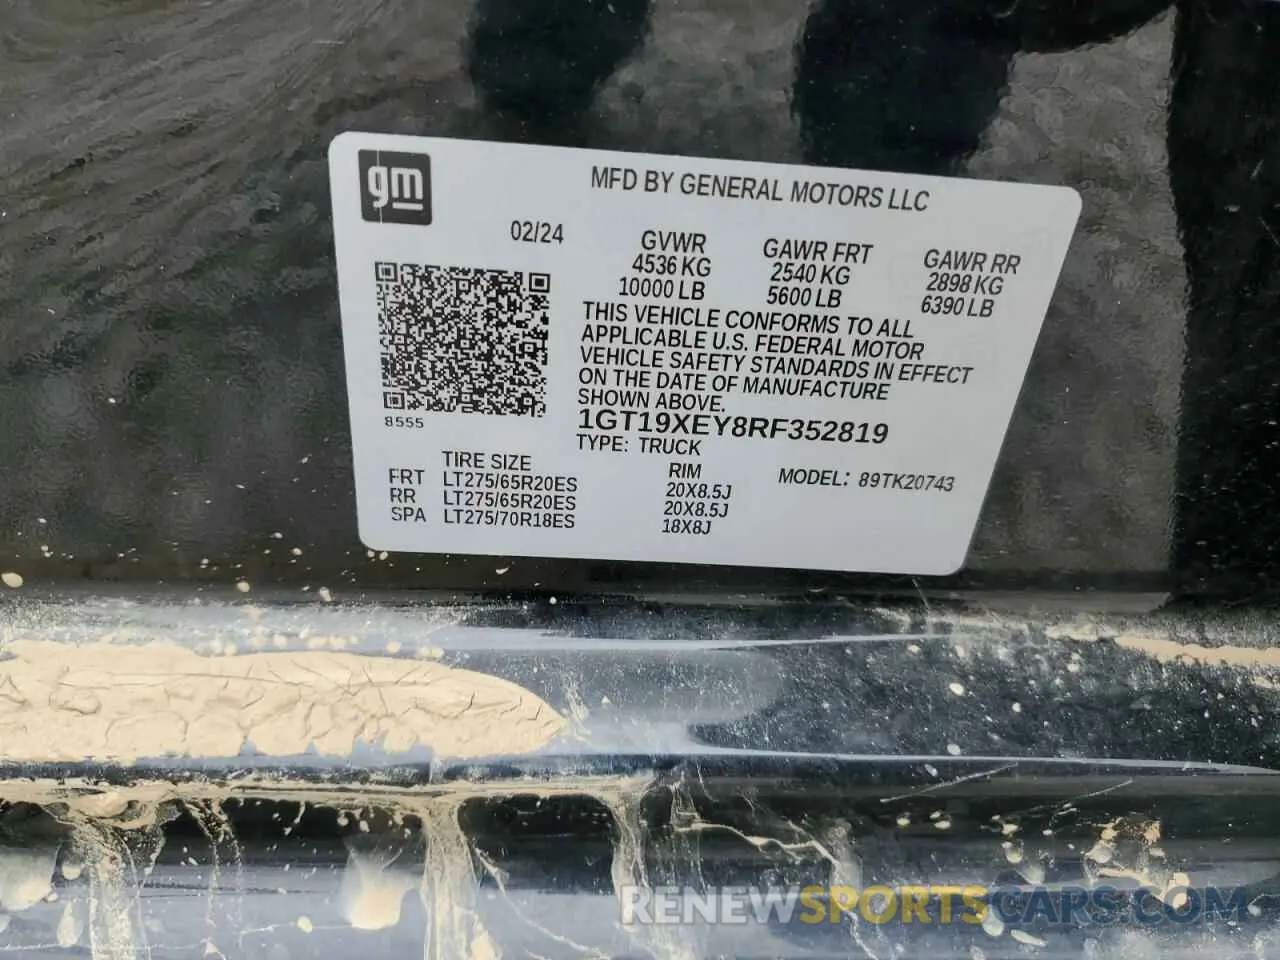 gm
MFD BY GENERAL MOTORS LLC
02/24
GVWR GAWR FRT GAWR RR
4536 KG 2540 KG 2898 KG
10000 LB 5600 LB 6390 LB
THIS VEHICLE CONFORMS TO ALL
APPLICABLE U.S. FEDERAL MOTOR
VEHICLE SAFETY STANDARDS IN EFFECT
ON THE DATE OF MANUFACTURE
SHOWN ABOVE.
8555
1GT19XEY8RF352819
TYPE: TRUCK
TIRE SIZE RIM MODEL: 89TK20743
FRT LT275/65R20ES 20X8.5J
RR LT275/65R20ES 20X8.5J
SPA LT275/70R18ES 18X8J
RENEWSPORTSCARS.COM